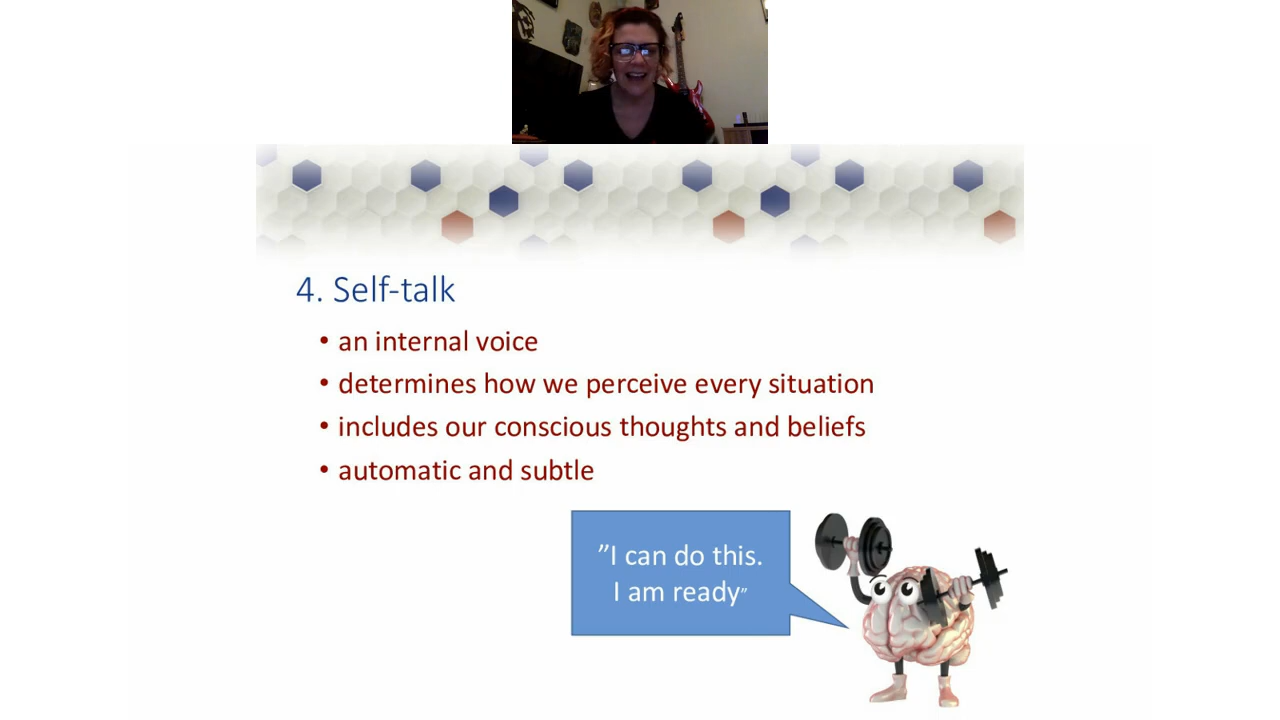 4. Self-talk
• an internal voice
• determines how we perceive every situation
• includes our conscious thoughts and beliefs
• automatic and subtle
”I can do this.
I am ready”